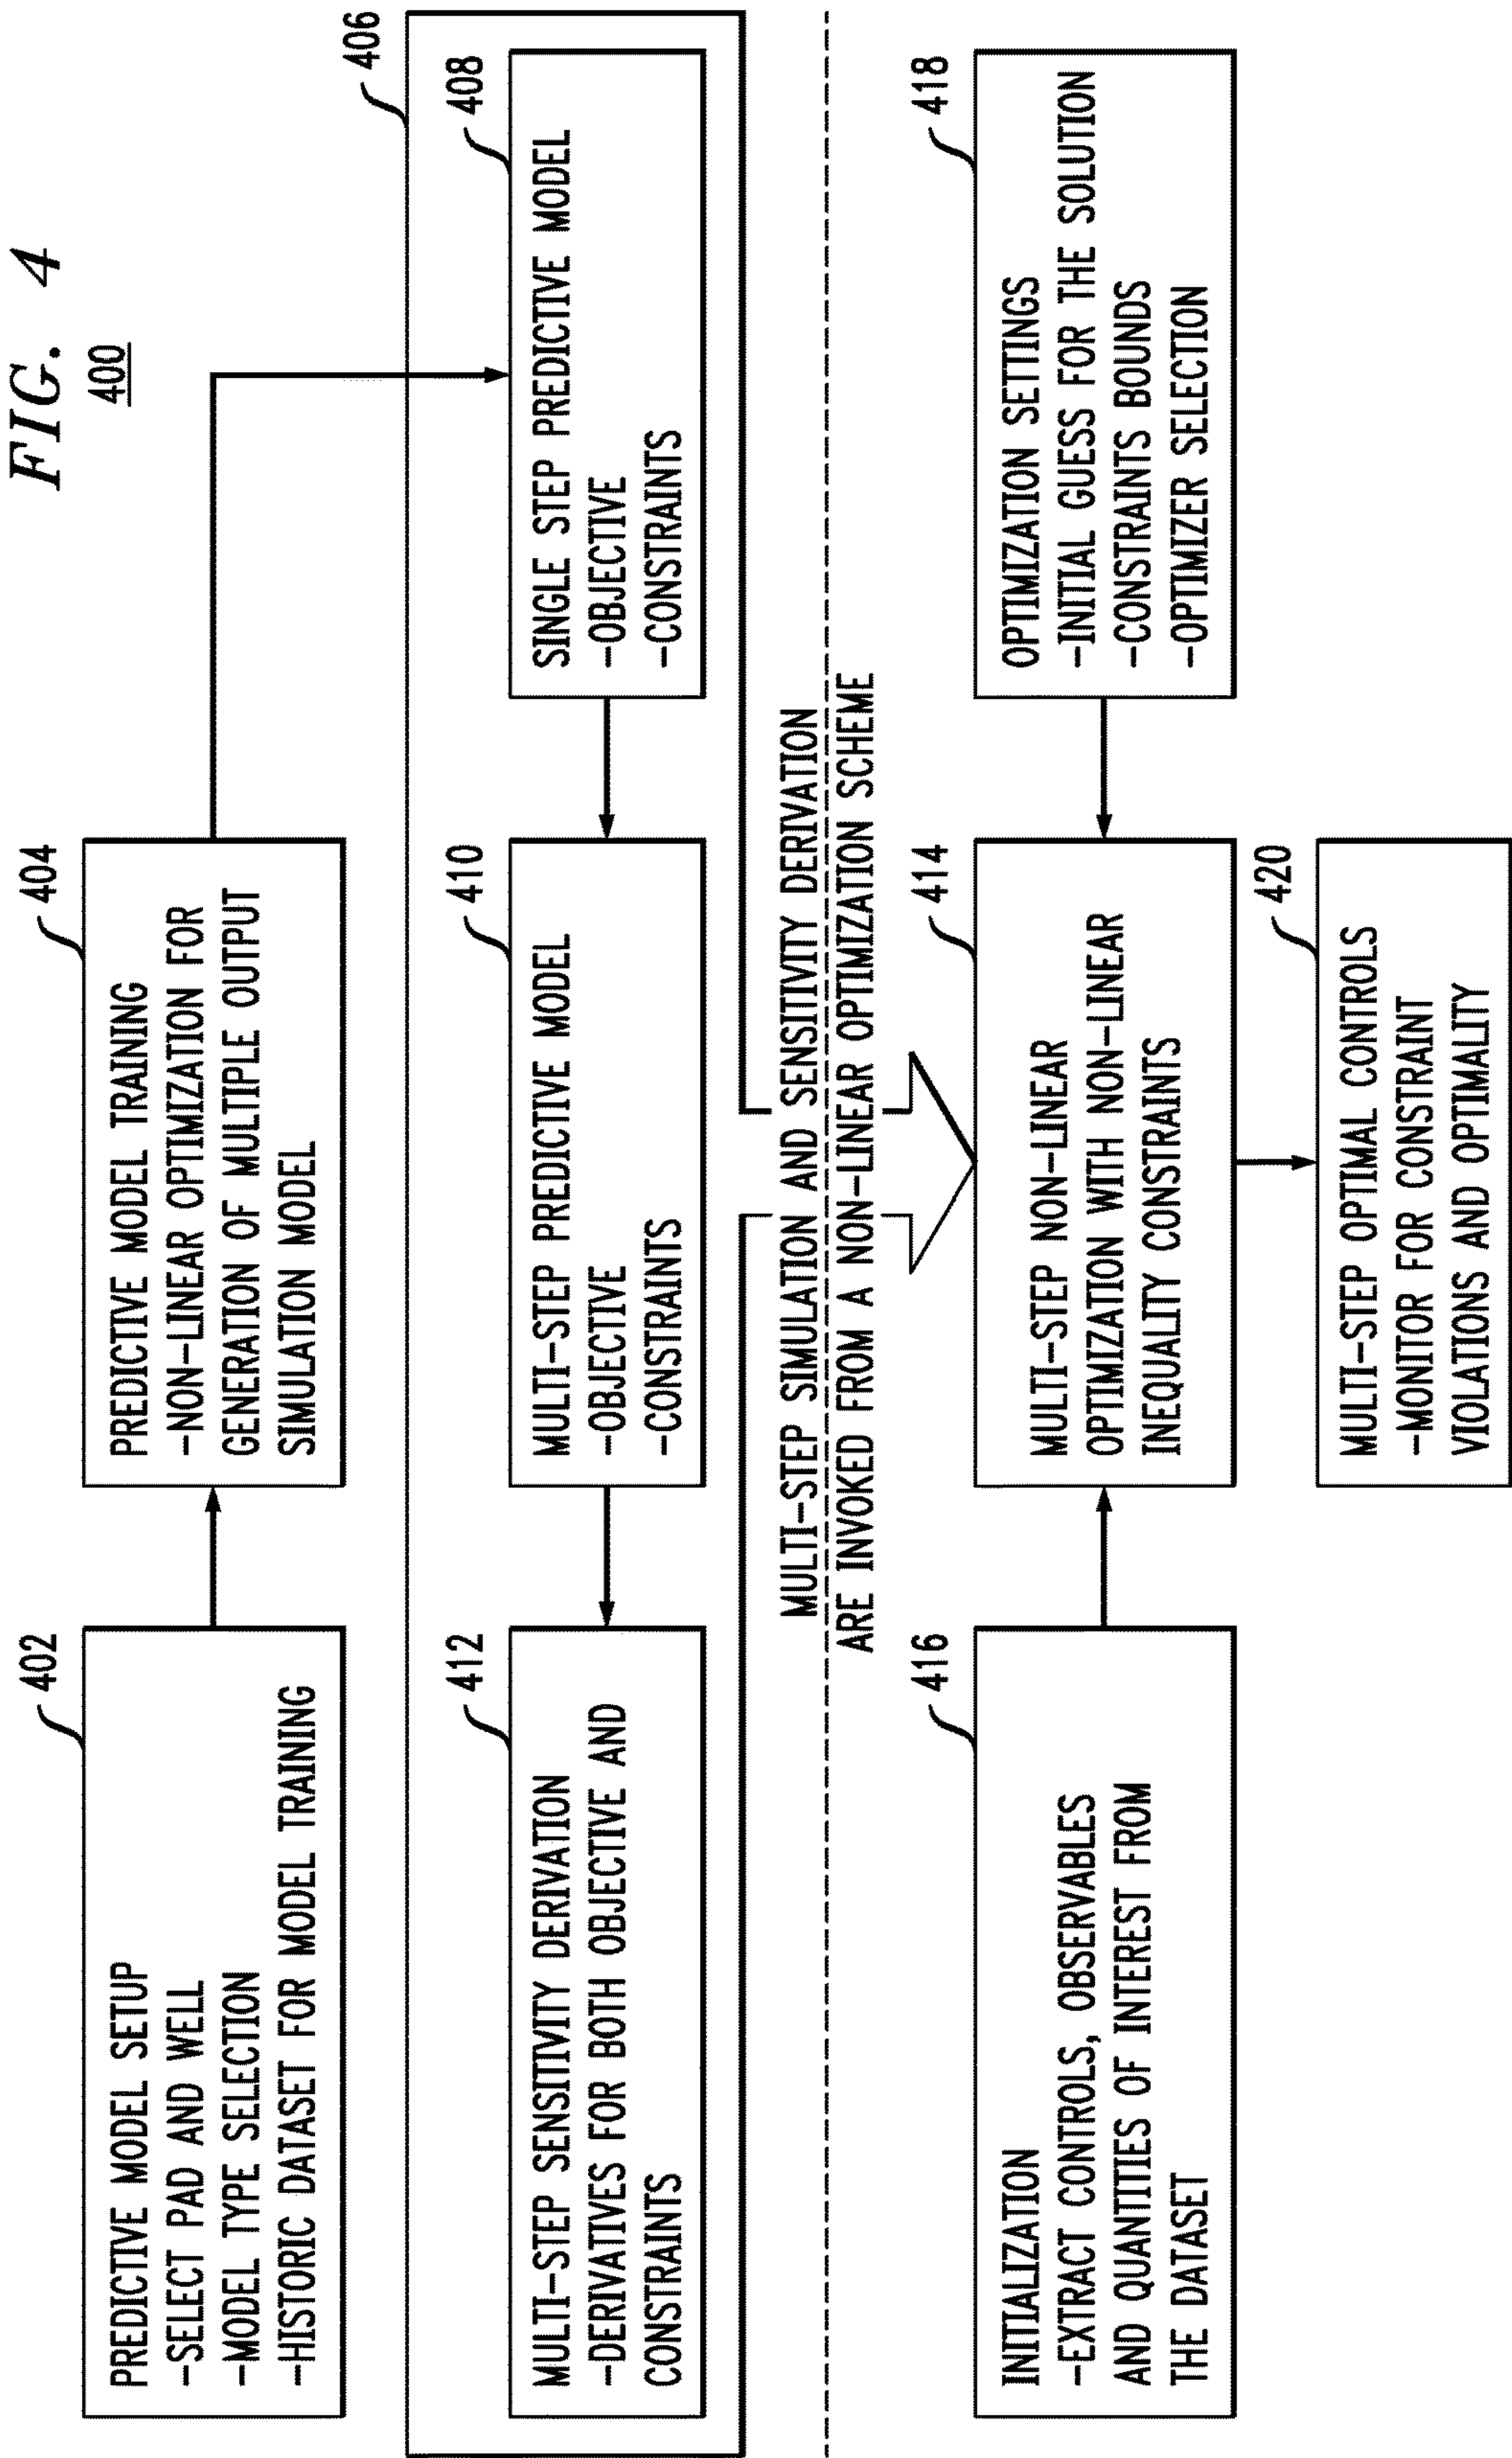 FIG. 4
400
402
PREDICTIVE MODEL SETUP
-SELECT PAD AND WELL
-MODEL TYPE SELECTION
-HISTORIC DATASET FOR MODEL TRAINING
404
PREDICTIVE MODEL TRAINING
-NON-LINEAR OPTIMIZATION FOR
GENERATION OF MULTIPLE OUTPUT
SIMULATION MODEL
406
408
SINGLE STEP PREDICTIVE MODEL
-OBJECTIVE
-CONSTRAINTS
410
MULTI-STEP PREDICTIVE MODEL
-OBJECTIVE
-CONSTRAINTS
412
MULTI-STEP SENSITIVITY DERIVATION
-DERIVATIVES FOR BOTH OBJECTIVE AND
CONSTRAINTS
MULTI-STEP SIMULATION AND SENSITIVITY DERIVATION
ARE INVOKED FROM A NON-LINEAR OPTIMIZATION SCHEME
416
INITIALIZATION
-EXTRACT CONTROLS, OBSERVABLES
AND QUANTITIES OF INTEREST FROM
THE DATASET
414
MULTI-STEP NON-LINEAR
OPTIMIZATION WITH NON-LINEAR
INEQUALITY CONSTRAINTS
418
OPTIMIZATION SETTINGS
-INITIAL GUESS FOR THE SOLUTION
-CONSTRAINTS BOUNDS
-OPTIMIZER SELECTION
420
MULTI-STEP OPTIMAL CONTROLS
-MONITOR FOR CONSTRAINT
VIOLATIONS AND OPTIMALITY